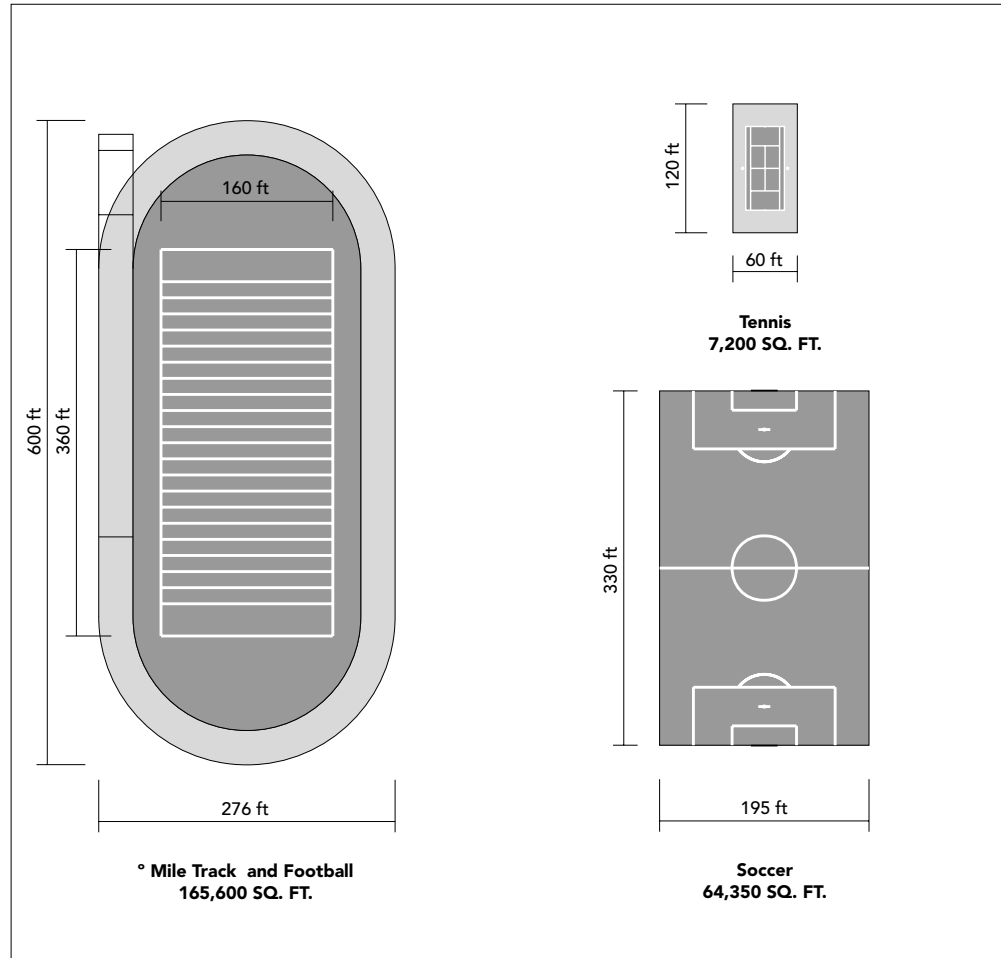 160 ft
600 ft
360 ft
276 ft
º Mile Track and Football
165,600 SQ. FT.
120 ft
60 ft
Tennis
7,200 SQ. FT.
330 ft
195 ft
Soccer
64,350 SQ. FT.